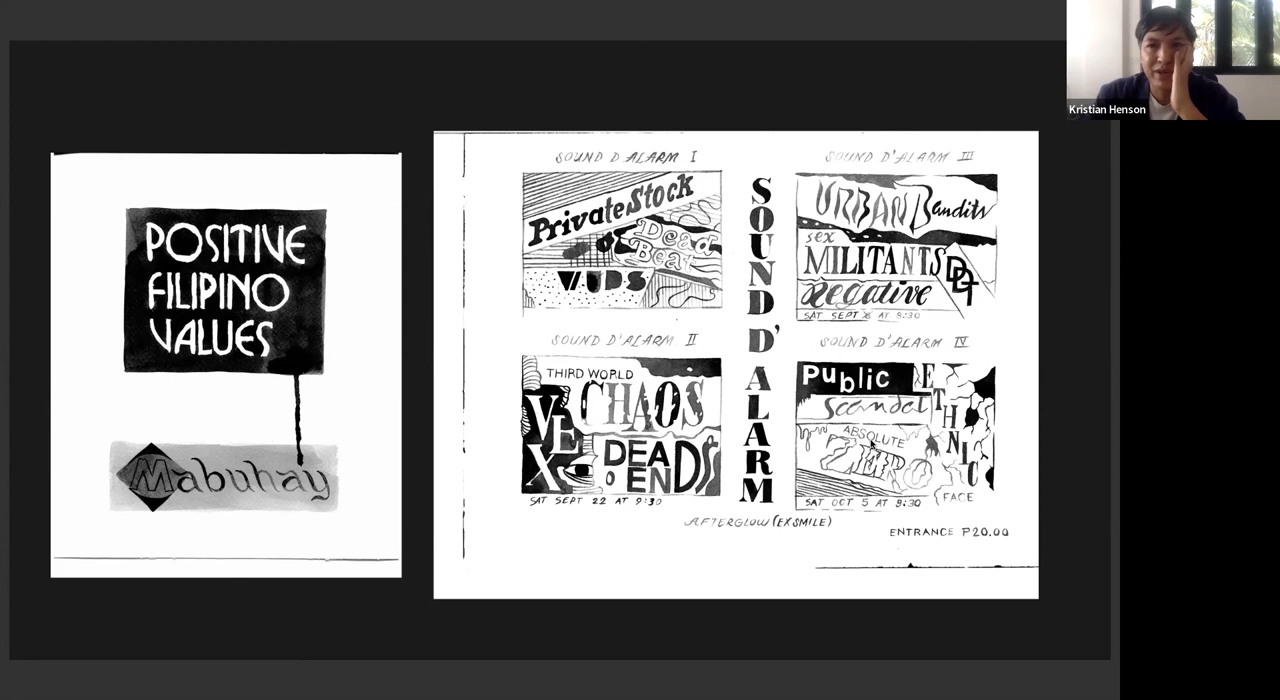 Kristian Henson
POSITIVE
FILIPINO
VALUES
Mabuhay
SOUND D'ALARM I
Private Stock
Dead
Beat
WUDS
SOUND D'ALARM II
THIRD WORLD
CHAOS
VEX
DEAD
ENDS
SAT SEPT 22 AT 9:30
SOUND D'ALARM
SOUND D'ALARM III
URBAN Bandits
sex
MILITANTS
DDT
Negative
SAT SEPT AT 9:30
SOUND D'ALARM IV
Public
Scandal
ETHNIC
ABSOLUTE
ZERO
FACE
SAT OCT 5 AT 9:30
AFTERGLOW (EX SMILE)
ENTRANCE P20.00